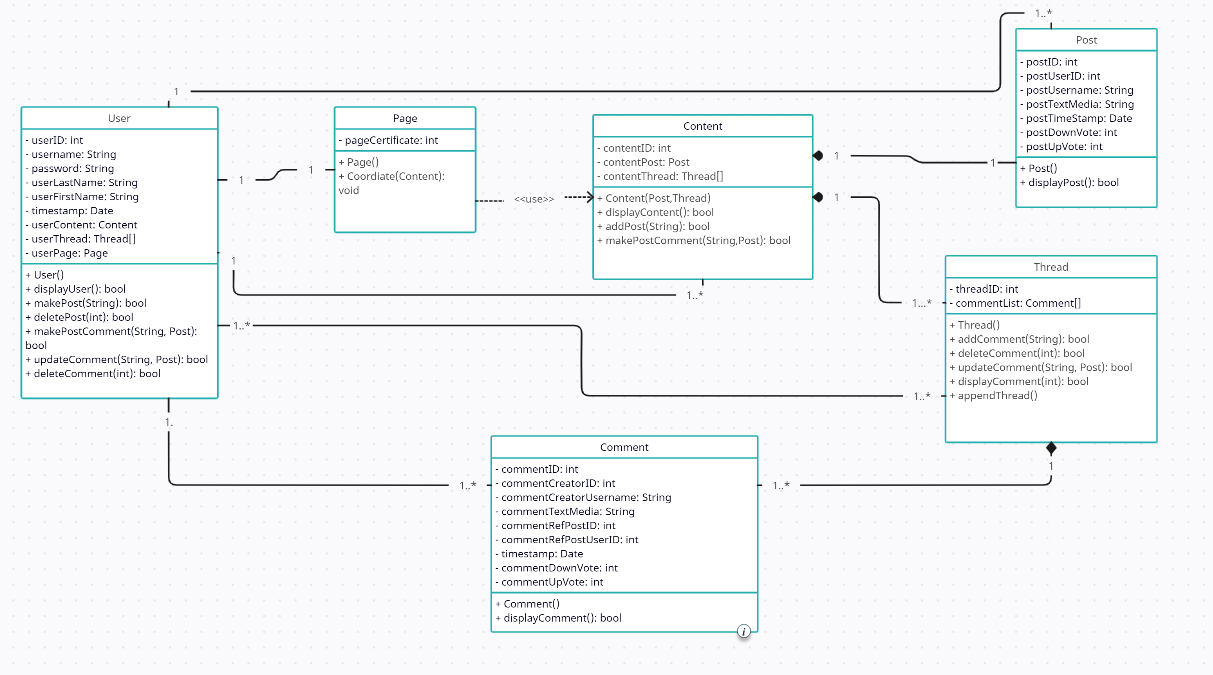 1..*
Post
- postID: int
- postUserID: int
- postUsername: String
- postTextMedia: String
- postTimeStamp: Date
- postDownVote: int
- postUpVote: int
+ Post()
+ displayPost(): bool
1
User
- userID: int
- username: String
- password: String
- userLastName: String
- userFirstName: String
- timestamp: Date
- userContent: Content
- userThread: Thread[]
- userPage: Page
+ User()
+ displayUser(): bool
+ makePost(String): bool
+ deletePost(int): bool
+ makePostComment(String, Post):
bool
+ updateComment(String, Post): bool
+ deleteComment(int): bool
1
1
Page
- pageCertificate: int
+ Page()
+ Coordiate(Content):
void
<<use>>
Content
- contentID: int
- contentPost: Post
- contentThread: Thread[]
+ Content(Post,Thread)
+ displayContent(): bool
+ addPost(String): bool
+ makePostComment(String,Post): bool
1
1
1
1...*
1
1..*
1..*
1..*
Thread
- threadID: int
- commentList: Comment[]
+ Thread()
+ addComment(String): bool
+ deleteComment(int): bool
+ updateComment(String, Post): bool
+ displayComment(int): bool
+ appendThread()
1.
1..*
Comment
- commentID: int
- commentCreatorID: int
- commentCreatorUsername: String
- commentTextMedia: String
- commentRefPostID: int
- commentRefPostUserID: int
- timestamp: Date
- commentDownVote: int
- commentUpVote: int
+ Comment()
+ displayComment(): bool
i
1..*
1